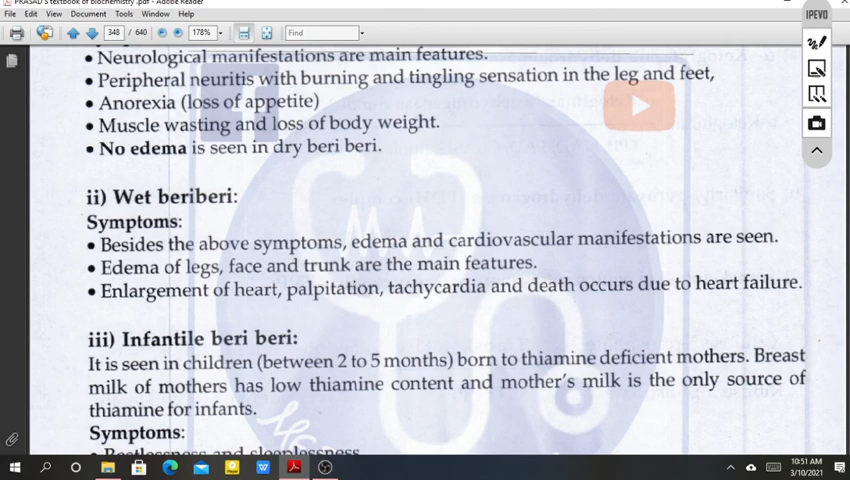 PRASAD'S textbook of biochemistry .pdf - Adobe Reader
File Edit View Document Tools Window Help
348 / 640 178% Find
IPEVO
• Neurological manifestations are main features.
• Peripheral neuritis with burning and tingling sensation in the leg and feet,
• Anorexia (loss of appetite)
• Muscle wasting and loss of body weight.
• No edema is seen in dry beri beri.
ii) Wet beriberi:
Symptoms:
• Besides the above symptoms, edema and cardiovascular manifestations are seen.
• Edema of legs, face and trunk are the main features.
• Enlargement of heart, palpitation, tachycardia and death occurs due to heart failure.
iii) Infantile beri beri:
It is seen in children (between 2 to 5 months) born to thiamine deficient mothers. Breast
milk of mothers has low thiamine content and mother's milk is the only source of
thiamine for infants.
Symptoms:
• Restlessness and sleeplessness
10:51 AM
3/10/2021